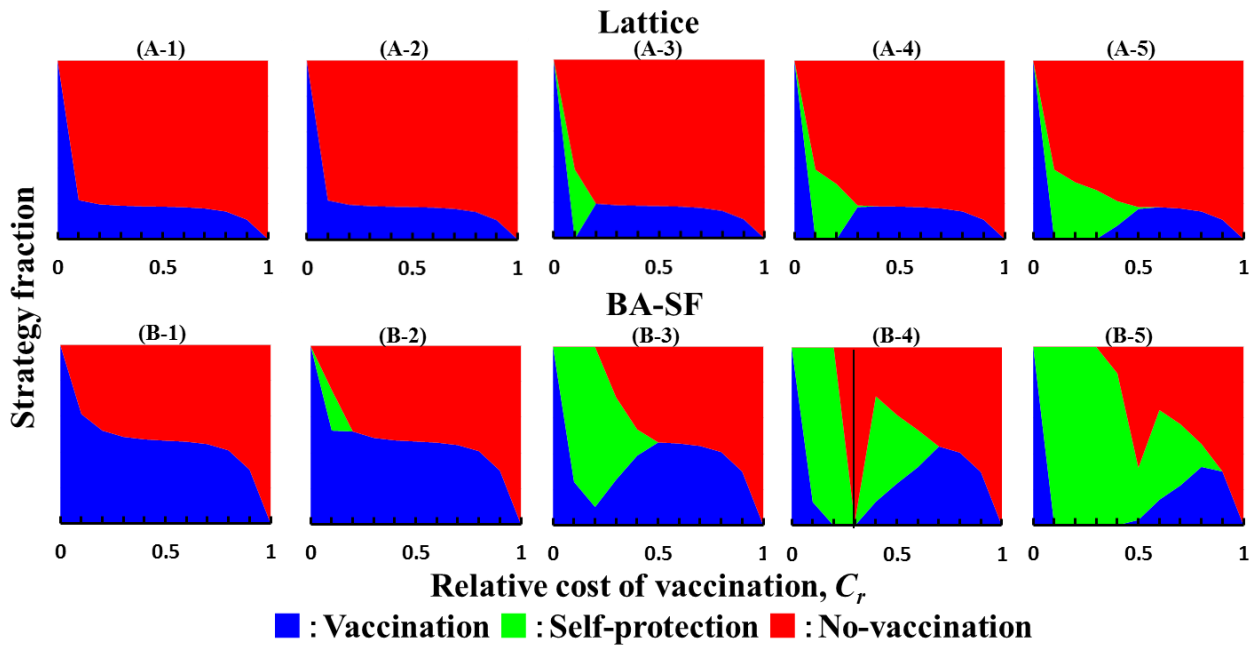 Lattice
(A-1) (A-2) (A-3) (A-4) (A-5)
0 0.5 1 0 0.5 1 0 0.5 1 0 0.5 1 0 0.5 1
Strategy fraction
BA-SF
(B-1) (B-2) (B-3) (B-4) (B-5)
0 0.5 1 0 0.5 1 0 0.5 1 0 0.5 1 0 0.5 1
Relative cost of vaccination, Cr
: Vaccination : Self-protection : No-vaccination